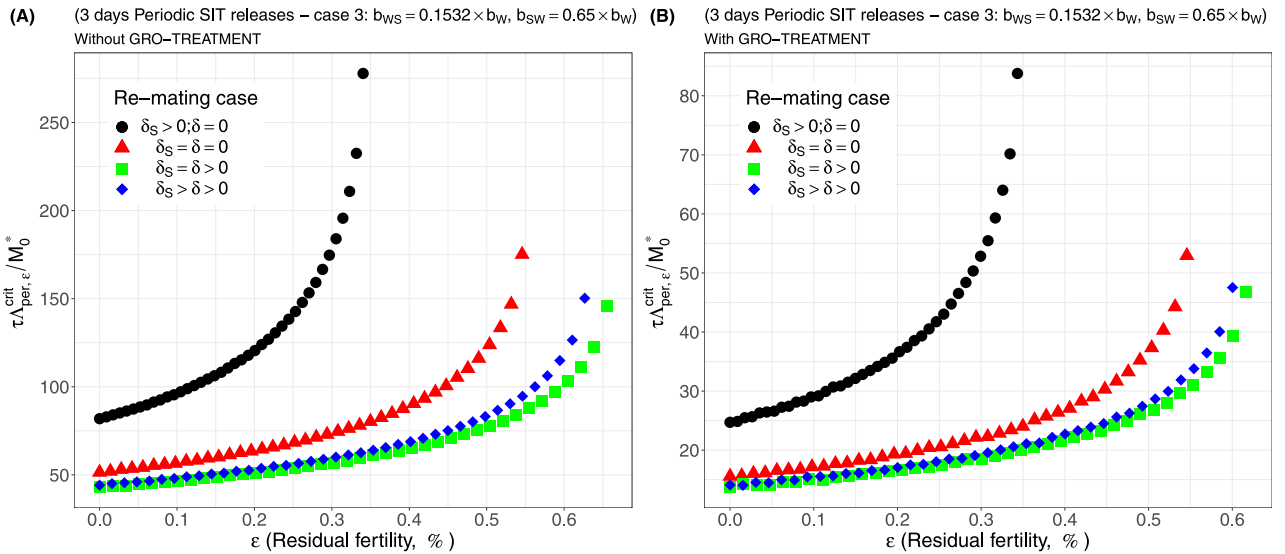 (A)
(3 days Periodic SIT releases − case 3: b_WS = 0.1532 × b_W, b_SW = 0.65 × b_W)
Without GRO−TREATMENT
Re−mating case
δ_S > 0; δ = 0
δ_S = δ = 0
δ_S = δ > 0
δ_S > δ > 0
250
200
150
100
50
τΛ^crit_per, ε / M*_0
0.0 0.1 0.2 0.3 0.4 0.5 0.6
ε (Residual fertility, %)
(B)
(3 days Periodic SIT releases − case 3: b_WS = 0.1532 × b_W, b_SW = 0.65 × b_W)
With GRO−TREATMENT
Re−mating case
δ_S > 0; δ = 0
δ_S = δ = 0
δ_S = δ > 0
δ_S > δ > 0
80
70
60
50
40
30
20
τΛ^crit_per, ε / M*_0
0.0 0.1 0.2 0.3 0.4 0.5 0.6
ε (Residual fertility, %)